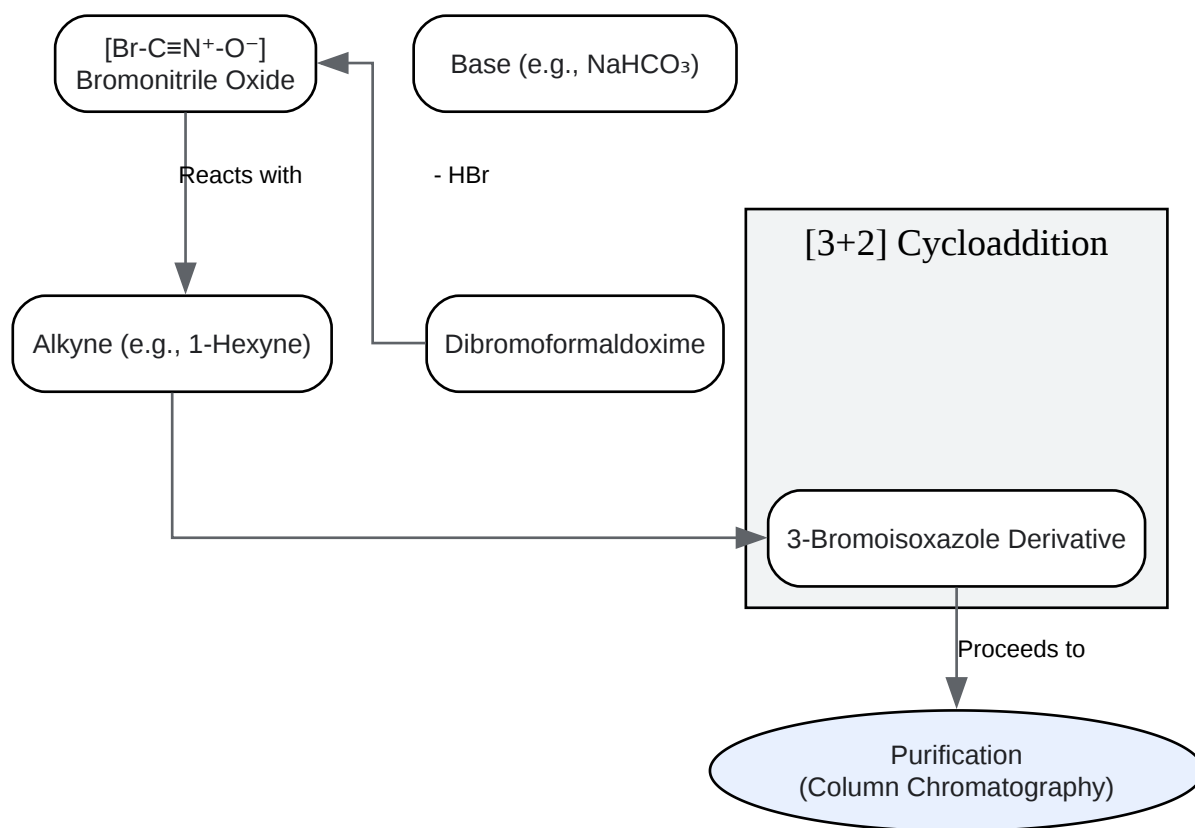 [Br-C≡N⁺-O⁻]
Bromonitrile Oxide
Base (e.g., NaHCO₃)
Reacts with
- HBr
[3+2] Cycloaddition
Alkyne (e.g., 1-Hexyne)
Dibromoformaldoxime
3-Bromoisoxazole Derivative
Proceeds to
Purification
(Column Chromatography)